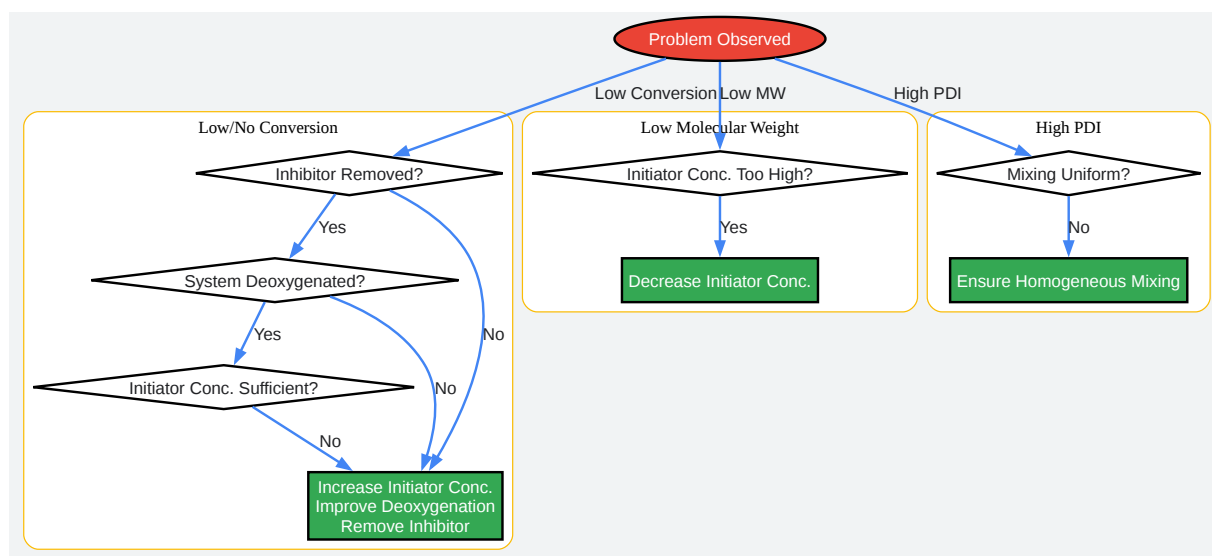 Problem Observed
Low Conversion
Low MW
High PDI
Low/No Conversion
Low Molecular Weight
High PDI
Inhibitor Removed?
Initiator Conc. Too High?
Mixing Uniform?
Yes
Yes
No
System Deoxygenated?
Decrease Initiator Conc.
Ensure Homogeneous Mixing
Yes
No
Initiator Conc. Sufficient?
No
No
Increase Initiator Conc.
Improve Deoxygenation
Remove Inhibitor